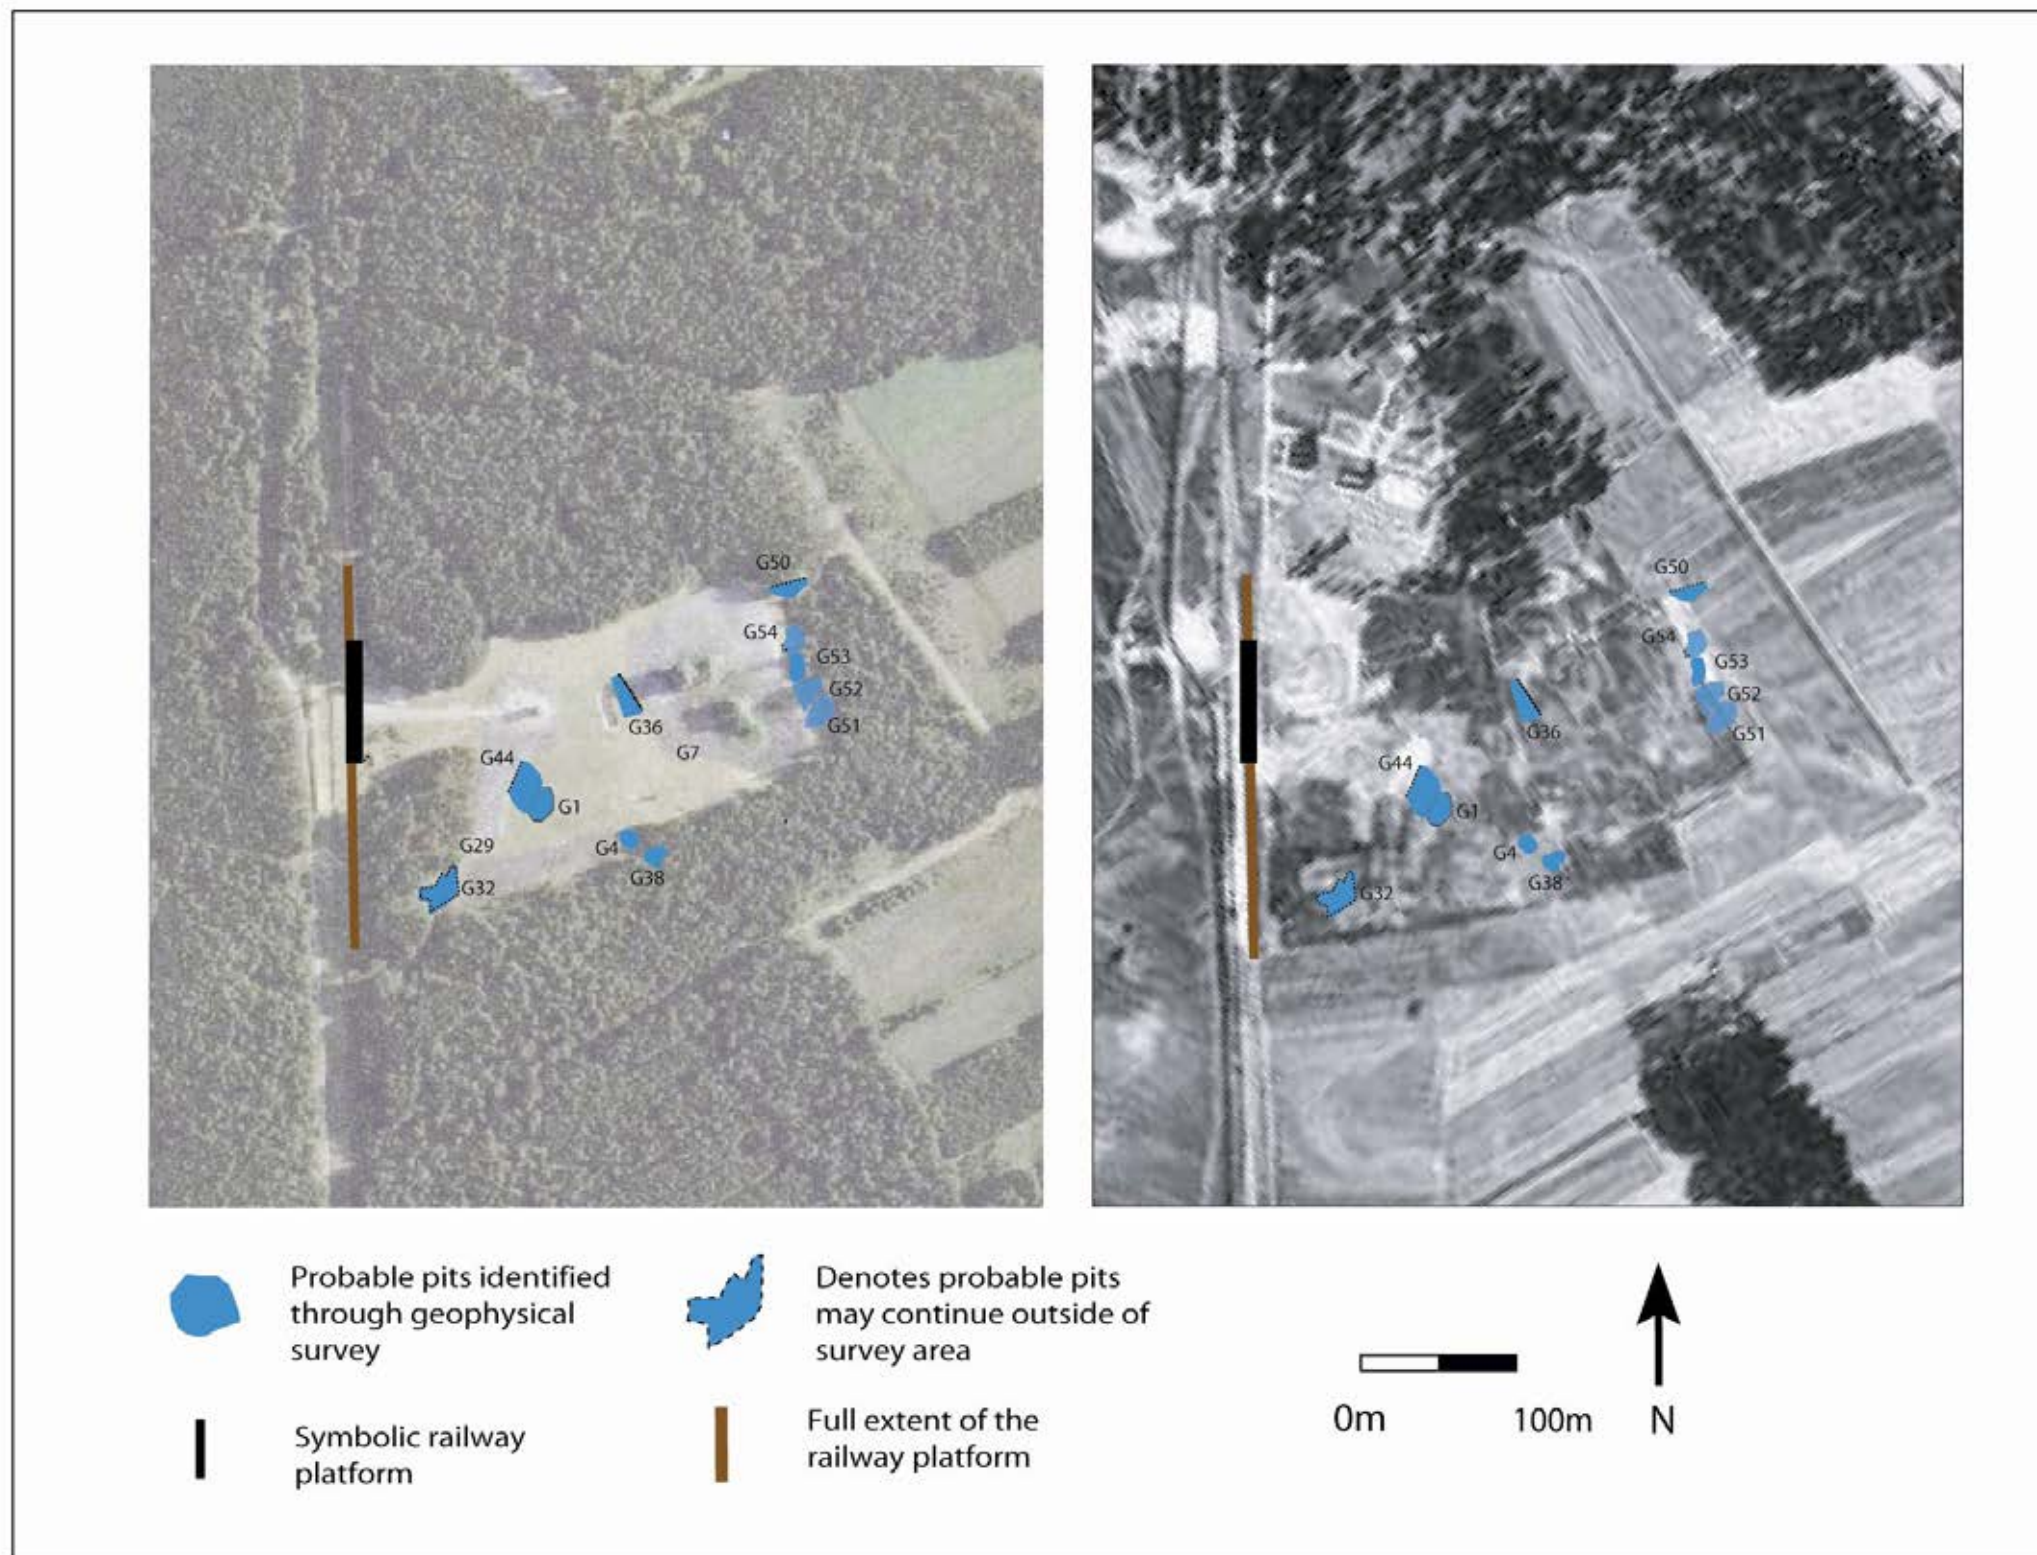 G50
G54
G53
G52
G51
G36
G7
G44
G1
G29
G4
G32
G38
G50
G54
G53
G52
G51
G36
G44
G1
G4
G32
G38
Probable pits identified
through geophysical
survey
Denotes probable pits
may continue outside of
survey area
Symbolic railway
platform
Full extent of the
railway platform
0m
100m
N